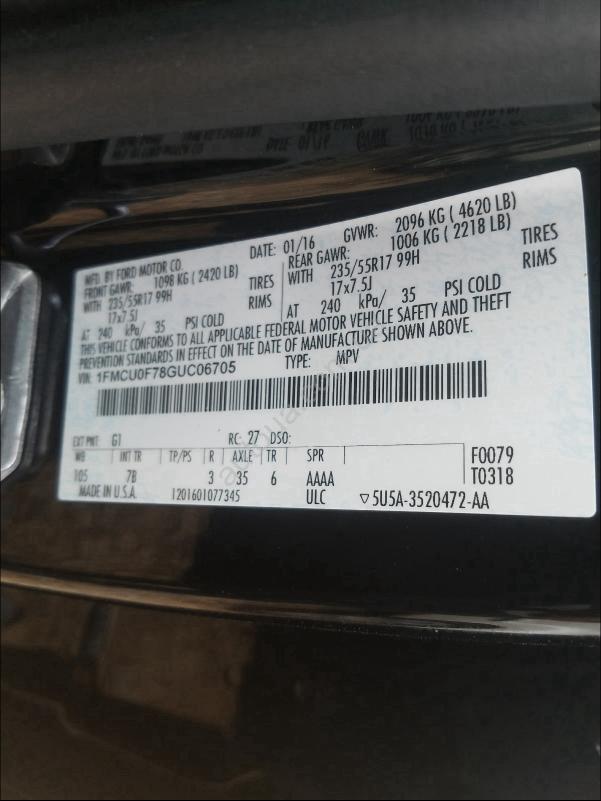 MFD. BY FORD MOTOR CO.
DATE: 01/16 GVWR: 2096 KG ( 4620 LB)
FRONT GAWR: 1098 KG ( 2420 LB)
WITH 235/55R17 99H TIRES
17x7.5J RIMS
AT 240 kPa/ 35 PSI COLD
REAR GAWR: 1006 KG ( 2218 LB)
WITH 235/55R17 99H TIRES
17x7.5J RIMS
AT 240 kPa/ 35 PSI COLD
THIS VEHICLE CONFORMS TO ALL APPLICABLE FEDERAL MOTOR VEHICLE SAFETY AND THEFT
PREVENTION STANDARDS IN EFFECT ON THE DATE OF MANUFACTURE SHOWN ABOVE.
VIN: 1FMCU0F78GUC06705 TYPE: MPV
EXT PNT: G1 RC: 27 DSO:
WB INT TR TP/PS R AXLE TR SPR
105 7B 3 35 6 AAAA
F0079
T0318
MADE IN U.S.A. 1201601077345 ULC ▽5U5A-3520472-AA